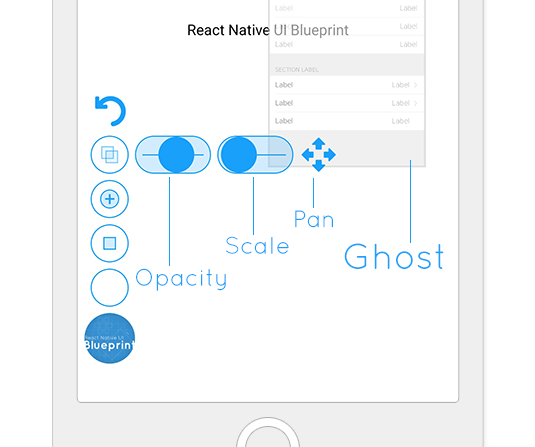 Label Label
React Native UI Blueprint
Label Label
Label Label
SECTION LABEL
Label Label
Label Label
Label Label
Pan
Scale
Ghost
Opacity
React Native UI
Blueprint